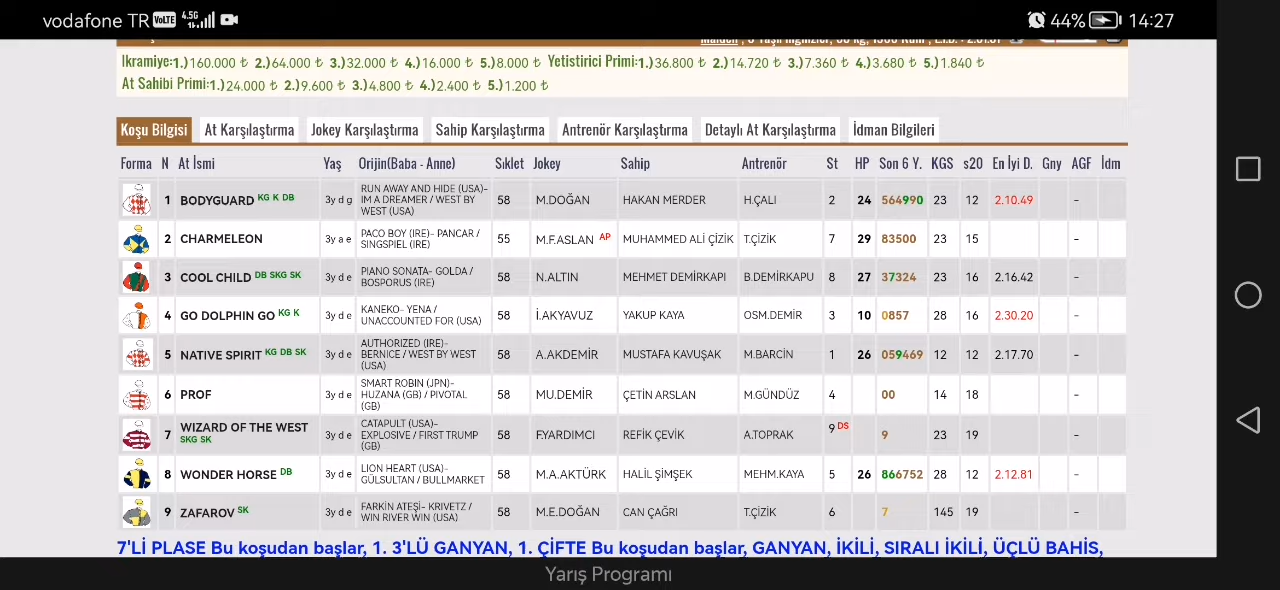 vodafone TR VoLTE 4.5G 44% 14:27
Maiden
İkramiye:1.)160.000 ₺ 2.)64.000 ₺ 3.)32.000 ₺ 4.)16.000 ₺ 5.)8.000 ₺ Yetistirici Primi:1.)36.800 ₺ 2.)14.720 ₺ 3.)7.360 ₺ 4.)3.680 ₺ 5.)1.840 ₺
At Sahibi Primi:1.)24.000 ₺ 2.)9.600 ₺ 3.)4.800 ₺ 4.)2.400 ₺ 5.)1.200 ₺
Koşu Bilgisi At Karşılaştırma Jokey Karşılaştırma Sahip Karşılaştırma Antrenör Karşılaştırma Detaylı At Karşılaştırma İdman Bilgileri
Forma N At İsmi Yaş Orijin(Baba - Anne) Sıklet Jokey Sahip Antrenör St HP Son 6 Y. KGS s20 En İyi D. Gny AGF İdm
1 BODYGUARD KG K DB 3y d g RUN AWAY AND HIDE (USA)- IM A DREAMER / WEST BY WEST (USA) 58 M.DOĞAN HAKAN MERDER H.ÇALI 2 24 564990 23 12 2.10.49 -
2 CHARMELEON 3y a e PACO BOY (IRE)- PANCAR / SINGSPIEL (IRE) 55 M.F.ASLAN AP MUHAMMED ALİ ÇİZİK T.ÇİZİK 7 29 83500 23 15 -
3 COOL CHILD DB SKG SK 3y d e PIANO SONATA- GOLDA / BOSPORUS (IRE) 58 N.ALTIN MEHMET DEMİRKAPI B.DEMİRKAPU 8 27 37324 23 16 2.16.42 -
4 GO DOLPHIN GO KG K 3y d e KANEKO- YENA / UNACCOUNTED FOR (USA) 58 İ.AKYAVUZ YAKUP KAYA OSM.DEMİR 3 10 0857 28 16 2.30.20 -
5 NATIVE SPIRIT KG DB SK 3y d e AUTHORIZED (IRE)- BERNICE / WEST BY WEST (USA) 58 A.AKDEMİR MUSTAFA KAVUŞAK M.BARCİN 1 26 059469 12 12 2.17.70 -
6 PROF 3y d e SMART ROBIN (JPN)- HUZANA (GB) / PIVOTAL (GB) 58 MU.DEMİR ÇETİN ARSLAN M.GÜNDÜZ 4 00 14 18 -
7 WIZARD OF THE WEST SKG SK 3y d e CATAPULT (USA)- EXPLOSIVE / FIRST TRUMP (GB) 58 F.YARDIMCI REFİK ÇEVİK A.TOPRAK 9 DS 9 23 19 -
8 WONDER HORSE DB 3y d e LION HEART (USA)- GÜLSULTAN / BULLMARKET 58 M.A.AKTÜRK HALİL ŞİMŞEK MEHM.KAYA 5 26 866752 28 12 2.12.81 -
9 ZAFAROV SK 3y d e FARKIN ATEŞİ- KRIVETZ / WIN RIVER WIN (USA) 58 M.E.DOĞAN CAN ÇAĞRI T.ÇİZİK 6 7 145 19 -
7'Lİ PLASE Bu koşudan başlar, 1. 3'LÜ GANYAN, 1. ÇİFTE Bu koşudan başlar, GANYAN, İKİLİ, SIRALI İKİLİ, ÜÇLÜ BAHİS,
Yarış Programı